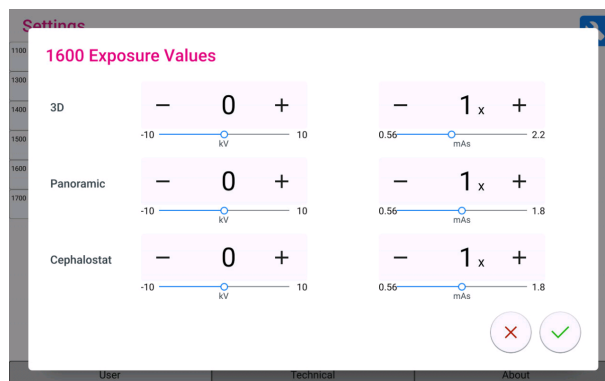 Settings
1100
1300
1400
1500
1600
1700
1600 Exposure Values
3D
− 0 +
− 1 x +
-10 10
kV
0.56 2.2
mAs
Panoramic
− 0 +
− 1 x +
-10 10
kV
0.56 1.8
mAs
Cephalostat
− 0 +
− 1 x +
-10 10
kV
0.56 1.8
mAs
User Technical About